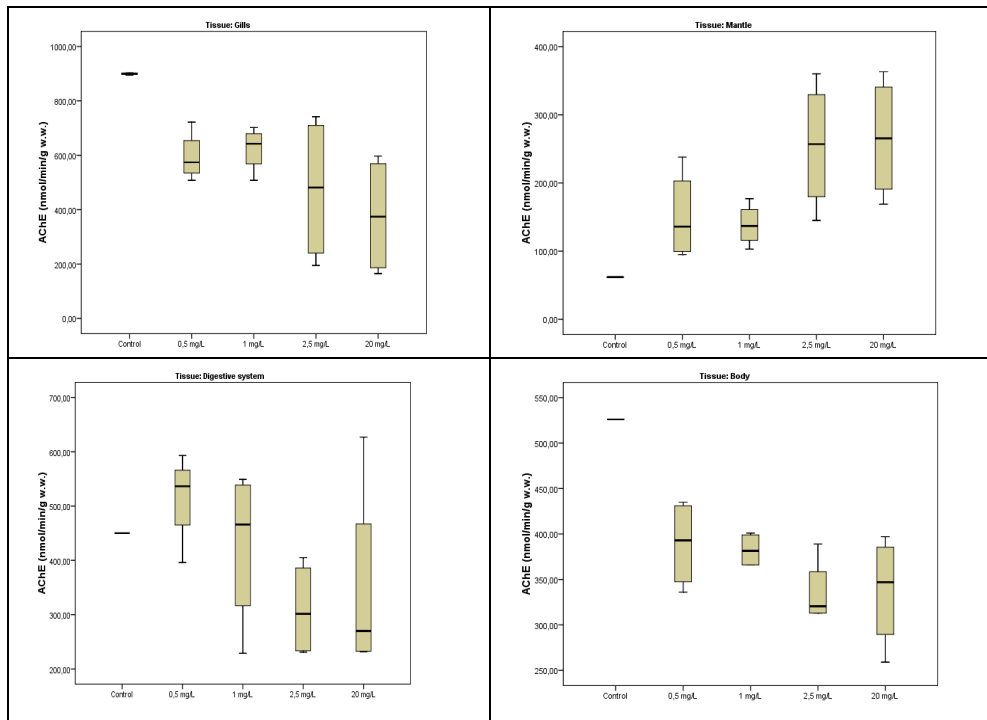 Tissue: Gills
AChE (nmol/min/g w.w.)
1000,00
800,00
600,00
400,00
200,00
0,00
Control 0,5 mg/L 1 mg/L 2,5 mg/L 20 mg/L
Tissue: Mantle
AChE (nmol/min/g w.w.)
400,00
300,00
200,00
100,00
0,00
Control 0,5 mg/L 1 mg/L 2,5 mg/L 20 mg/L
Tissue: Digestive system
AChE (nmol/min/g w.w.)
700,00
600,00
500,00
400,00
300,00
200,00
Control 0,5 mg/L 1 mg/L 2,5 mg/L 20 mg/L
Tissue: Body
AChE (nmol/min/g w.w.)
550,00
500,00
450,00
400,00
350,00
300,00
250,00
Control 0,5 mg/L 1 mg/L 2,5 mg/L 20 mg/L